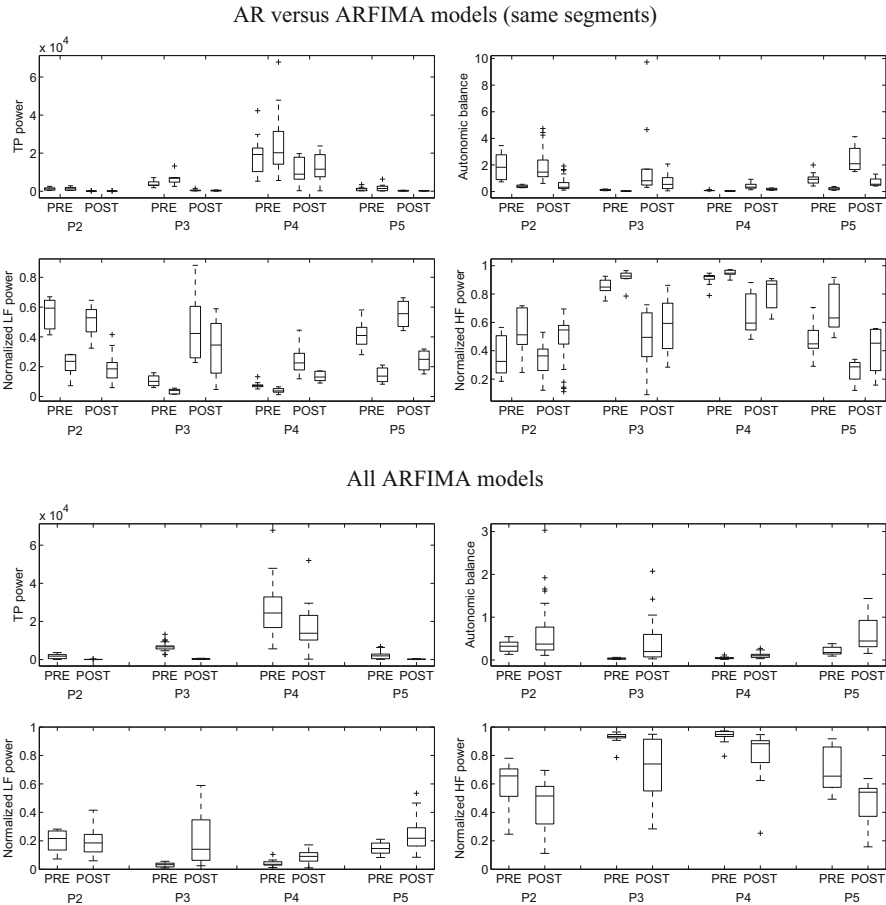 AR versus ARFIMA models (same segments)
x 10^4
TP power
6
4
2
0
PRE POST PRE POST PRE POST PRE POST
P2 P3 P4 P5
Autonomic balance
10
8
6
4
2
0
PRE POST PRE POST PRE POST PRE POST
P2 P3 P4 P5
Normalized LF power
0.8
0.6
0.4
0.2
0
PRE POST PRE POST PRE POST PRE POST
P2 P3 P4 P5
Normalized HF power
1
0.8
0.6
0.4
0.2
PRE POST PRE POST PRE POST PRE POST
P2 P3 P4 P5
All ARFIMA models
x 10^4
TP power
6
4
2
0
PRE POST PRE POST PRE POST PRE POST
P2 P3 P4 P5
Autonomic balance
3
2
1
0
PRE POST PRE POST PRE POST PRE POST
P2 P3 P4 P5
Normalized LF power
1
0.8
0.6
0.4
0.2
0
PRE POST PRE POST PRE POST PRE POST
P2 P3 P4 P5
Normalized HF power
1
0.8
0.6
0.4
0.2
0
PRE POST PRE POST PRE POST PRE POST
P2 P3 P4 P5